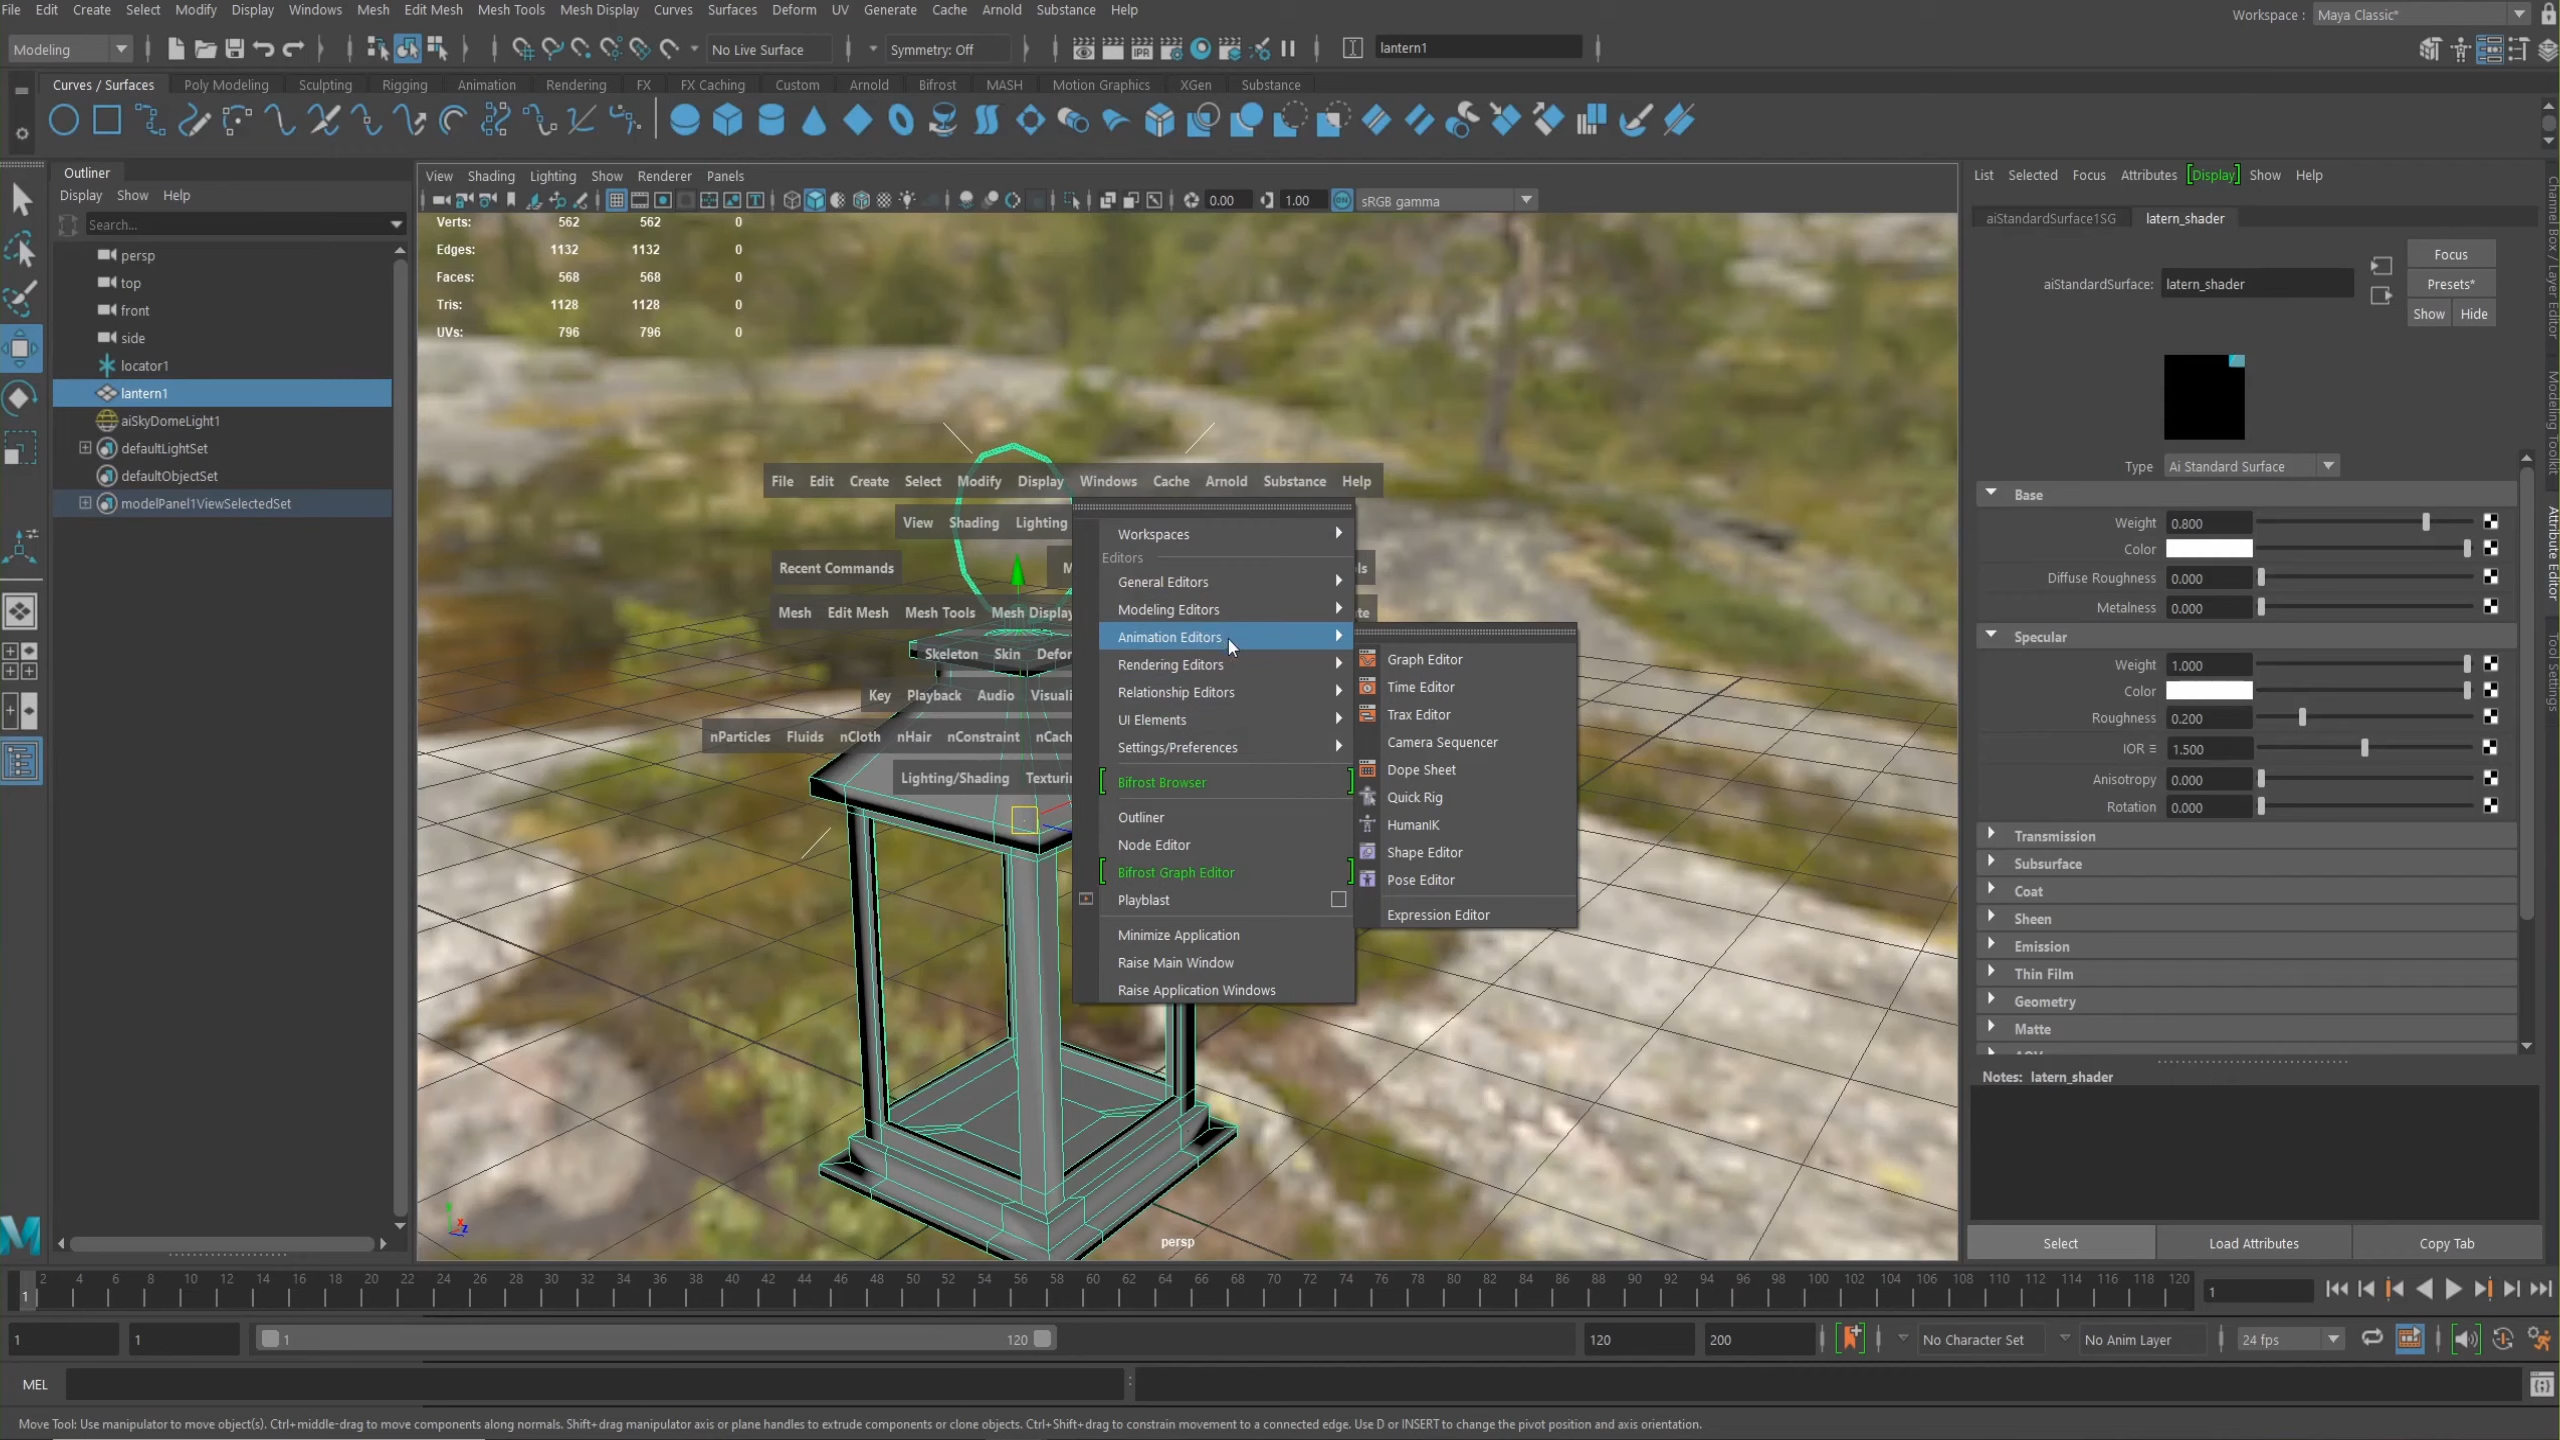 File Edit Create Select Modify Display Windows Mesh Edit Mesh Mesh Tools Mesh Display Curves Surfaces Deform UV Generate Cache Arnold Substance Help
Workspace : Maya Classic*
Modeling No Live Surface Symmetry: Off IPR lantern1
Curves / Surfaces Poly Modeling Sculpting Rigging Animation Rendering FX FX Caching Custom Arnold Bifrost MASH Motion Graphics XGen Substance
Outliner
Display Show Help
Search...
persp
top
front
side
locator1
lantern1
aiSkyDomeLight1
defaultLightSet
defaultObjectSet
modelPanel1ViewSelectedSet
View Shading Lighting Show Renderer Panels
0.00 1.00 ON sRGB gamma
Verts: 562 562 0
Edges: 1132 1132 0
Faces: 568 568 0
Tris: 1128 1128 0
UVs: 796 796 0
File Edit Create Select Modify Display Windows Cache Arnold Substance Help
View Shading Lighting
Recent Commands M ls
Mesh Edit Mesh Mesh Tools Mesh Display te
Skeleton Skin Defor
Key Playback Audio Visuali
nParticles Fluids nCloth nHair nConstraint nCach
Lighting/Shading Texturin
Workspaces
Editors
General Editors
Modeling Editors
Animation Editors
Rendering Editors
Relationship Editors
UI Elements
Settings/Preferences
Bifrost Browser
Outliner
Node Editor
Bifrost Graph Editor
Playblast
Minimize Application
Raise Main Window
Raise Application Windows
Graph Editor
Time Editor
Trax Editor
Camera Sequencer
Dope Sheet
Quick Rig
HumanIK
Shape Editor
Pose Editor
Expression Editor
persp
List Selected Focus Attributes [Display] Show Help
aiStandardSurface1SG latern_shader
aiStandardSurface: latern_shader
Focus
Presets*
Show Hide
Type Ai Standard Surface
Base
Weight 0.800
Color
Diffuse Roughness 0.000
Metalness 0.000
Specular
Weight 1.000
Color
Roughness 0.200
IOR 1.500
Anisotropy 0.000
Rotation 0.000
Transmission
Subsurface
Coat
Sheen
Emission
Thin Film
Geometry
Matte
Notes: latern_shader
Select Load Attributes Copy Tab
Channel Box / Layer Editor
Modeling Toolkit
Attribute Editor
Tool Settings
2 4 6 8 10 12 14 16 18 20 22 24 26 28 30 32 34 36 38 40 42 44 46 48 50 52 54 56 58 60 62 64 66 68 70 72 74 76 78 80 82 84 86 88 90 92 94 96 98 100 102 104 106 108 110 112 114 116 118 120
1 1
1 1 1 120 120 200 No Character Set No Anim Layer 24 fps
MEL
Move Tool: Use manipulator to move object(s). Ctrl+middle-drag to move components along normals. Shift+drag manipulator axis or plane handles to extrude components or clone objects. Ctrl+Shift+drag to constrain movement to a connected edge. Use D or INSERT to change the pivot position and axis orientation.